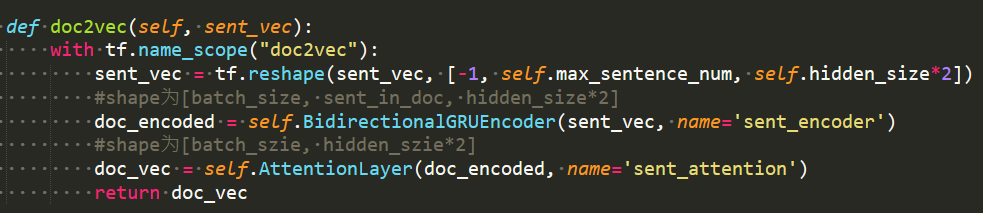 def doc2vec(self, sent_vec):
with tf.name_scope("doc2vec"):
sent_vec = tf.reshape(sent_vec, [-1, self.max_sentence_num, self.hidden_size*2])
#shape为[batch_size, sent_in_doc, hidden_size*2]
doc_encoded = self.BidirectionalGRUEncoder(sent_vec, name='sent_encoder')
#shape为[batch_szie, hidden_szie*2]
doc_vec = self.AttentionLayer(doc_encoded, name='sent_attention')
return doc_vec